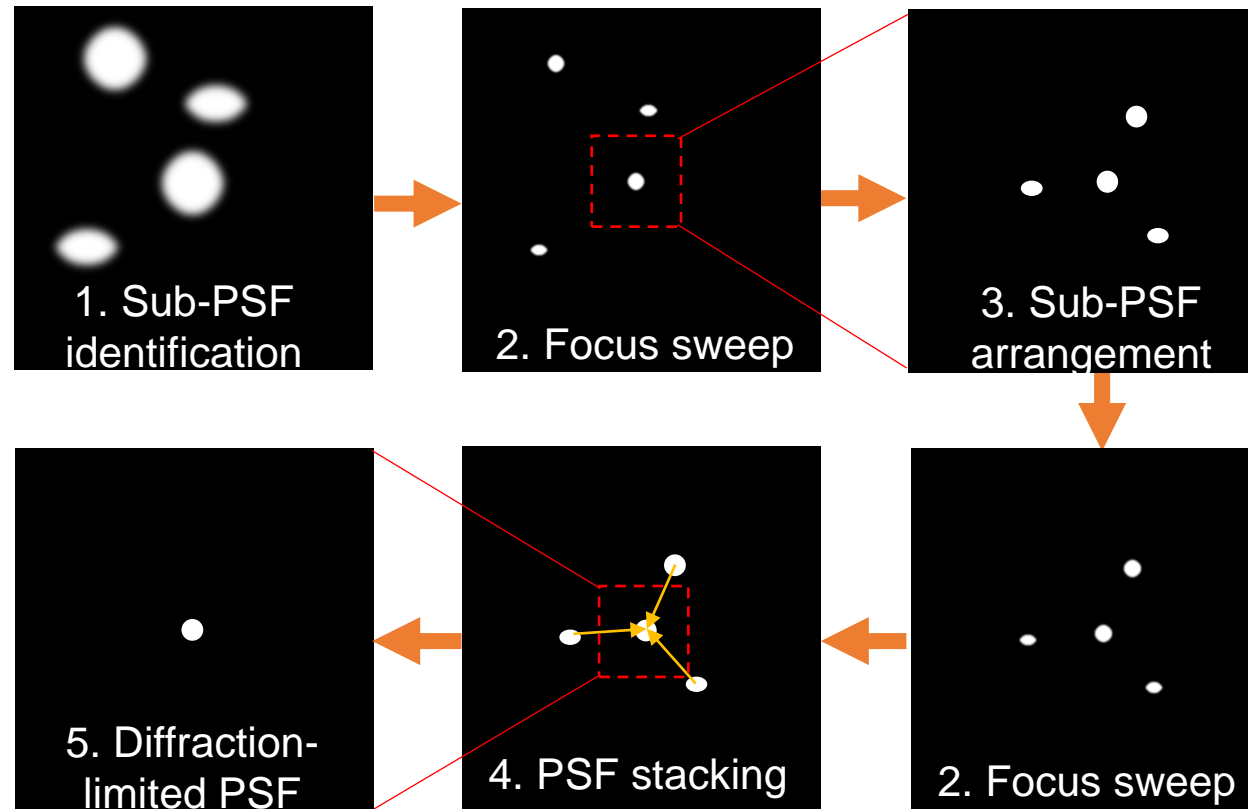 1. Sub-PSF
identification
2. Focus sweep
3. Sub-PSF
arrangement
5. Diffraction-
limited PSF
4. PSF stacking
2. Focus sweep